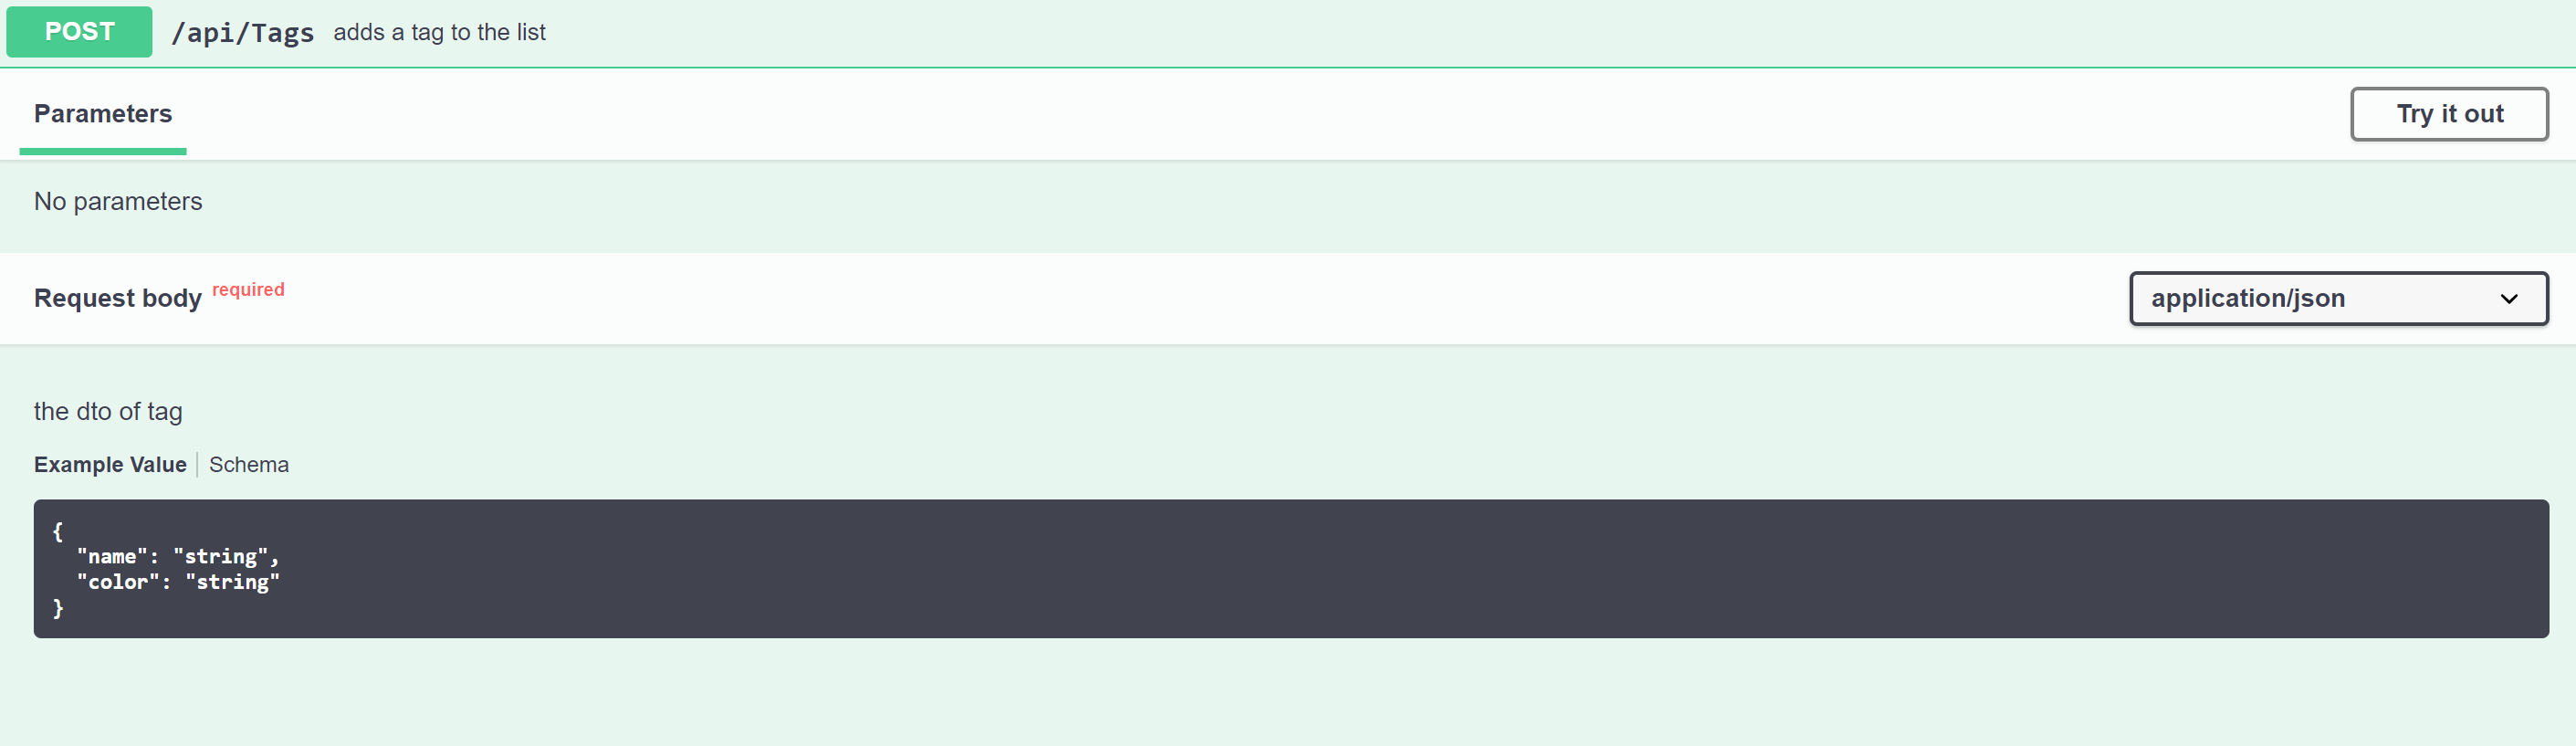 POST /api/Tags adds a tag to the list
Parameters Try it out
No parameters
Request body required application/json
the dto of tag
Example Value Schema
{
  "name": "string",
  "color": "string"
}